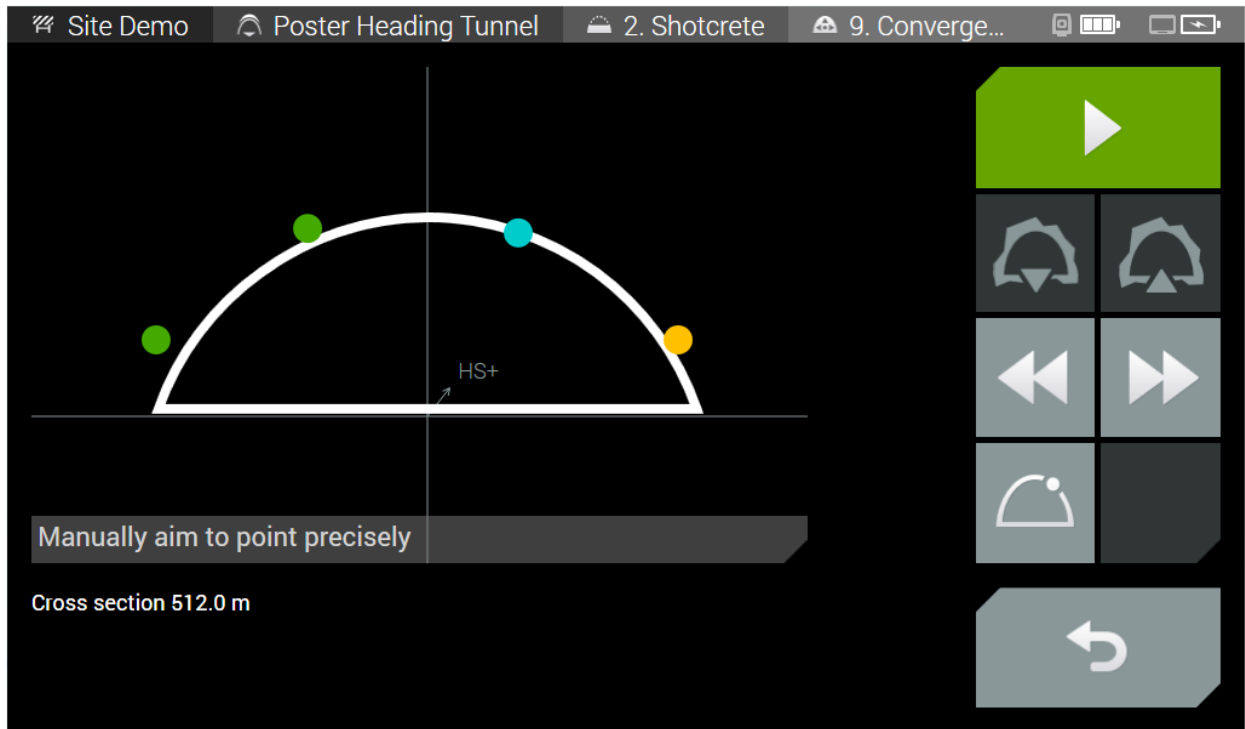 Site Demo Poster Heading Tunnel 2. Shotcrete 9. Converge...
HS+
Manually aim to point precisely
Cross section 512.0 m